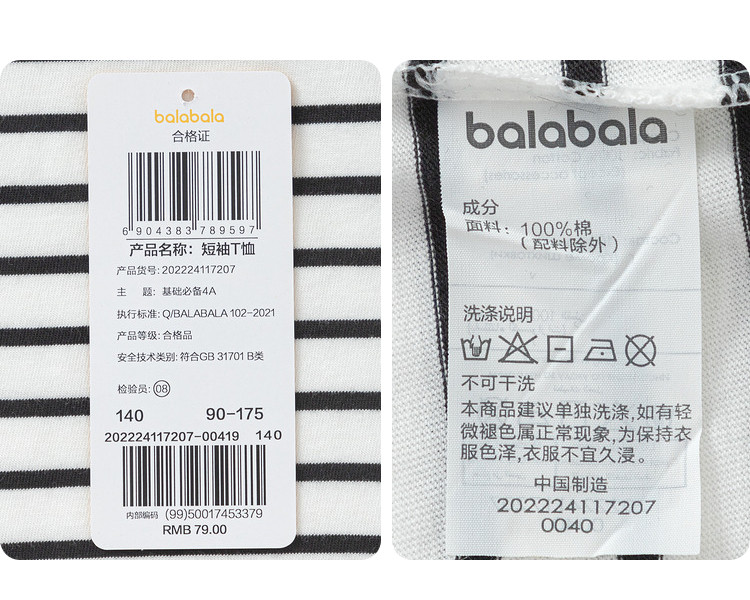 balabala
合格证
6 904383 789597
产品名称: 短袖T恤
产品货号: 202224117207
主 题: 基础必备4A
执行标准: Q/BALABALA 102-2021
产品等级: 合格品
安全技术类别: 符合GB 31701 B类
检验员: 08
140 90-175
202224117207-00419 140
内部编码 (99)50017453379
RMB 79.00
balabala
成分
面料: 100%棉
(配料除外)
洗涤说明
不可干洗
本商品建议单独洗涤,如有轻
微褪色属正常现象,为保持衣
服色泽,衣服不宜久浸。
中国制造
202224117207
0040